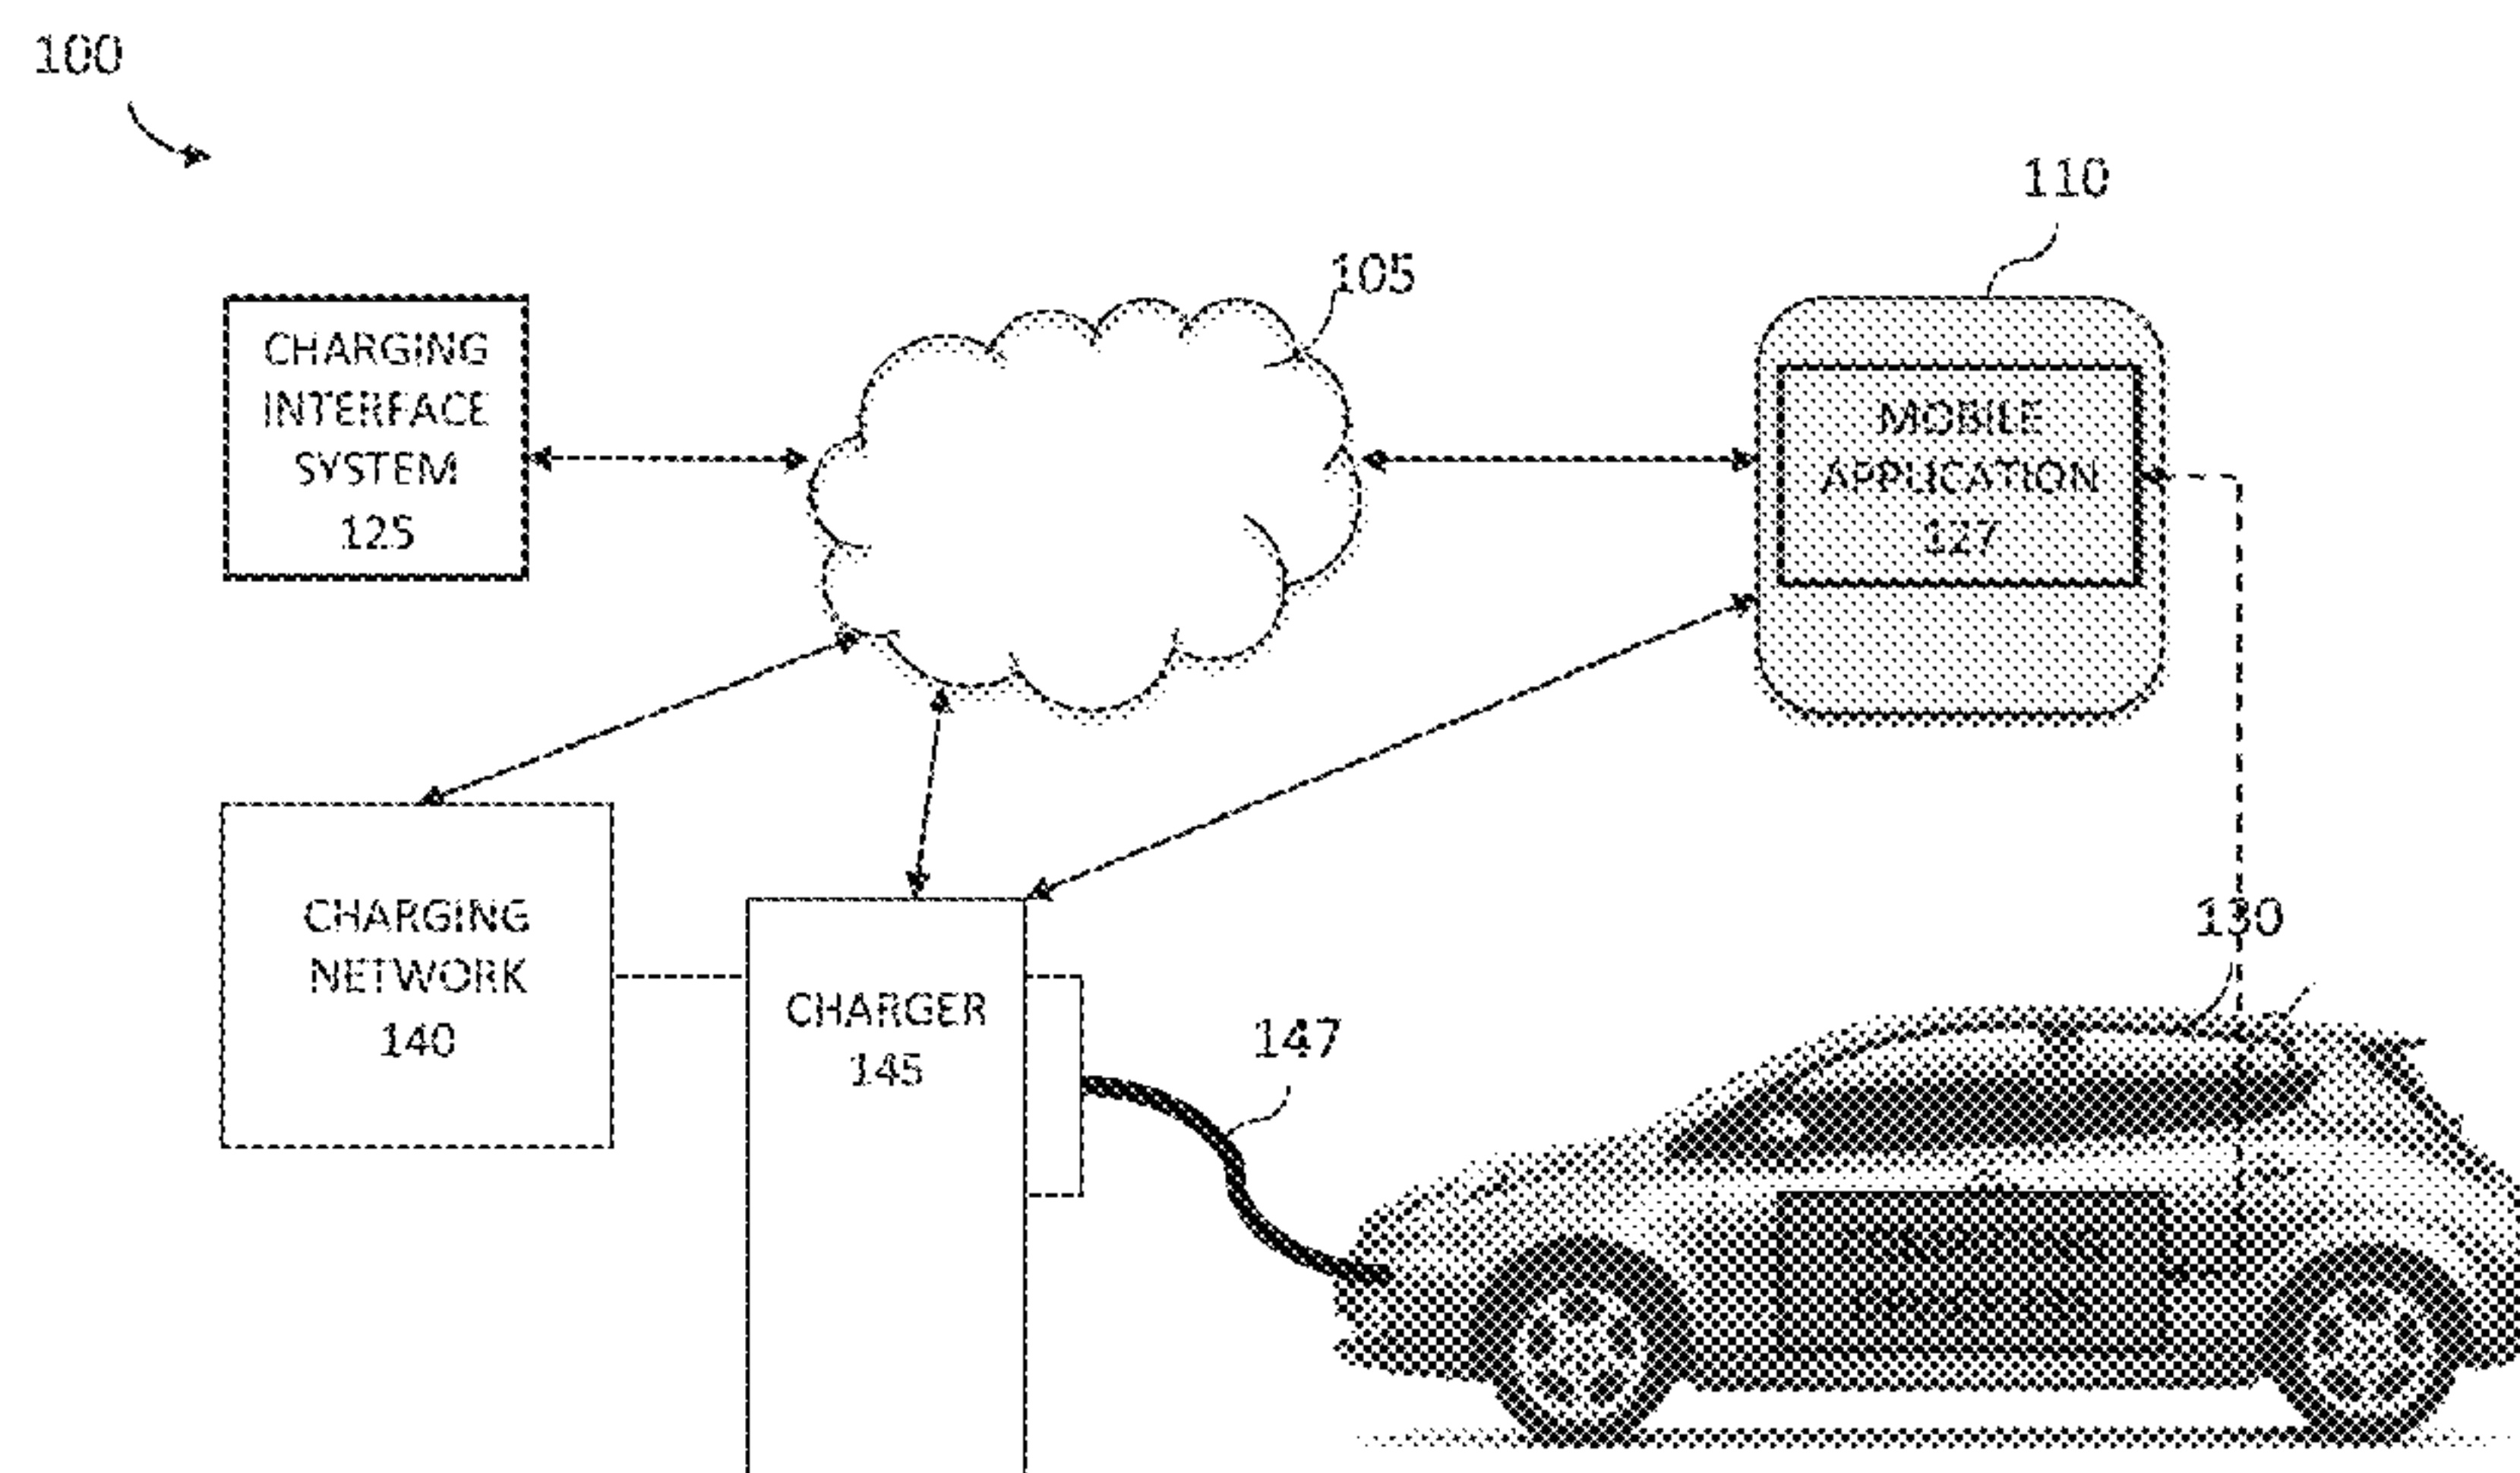 100
110
105
CHARGING
INTERFACE
SYSTEM
125
MOBILE
APPLICATION
127
CHARGING
NETWORK
140
CHARGER
145
130
147